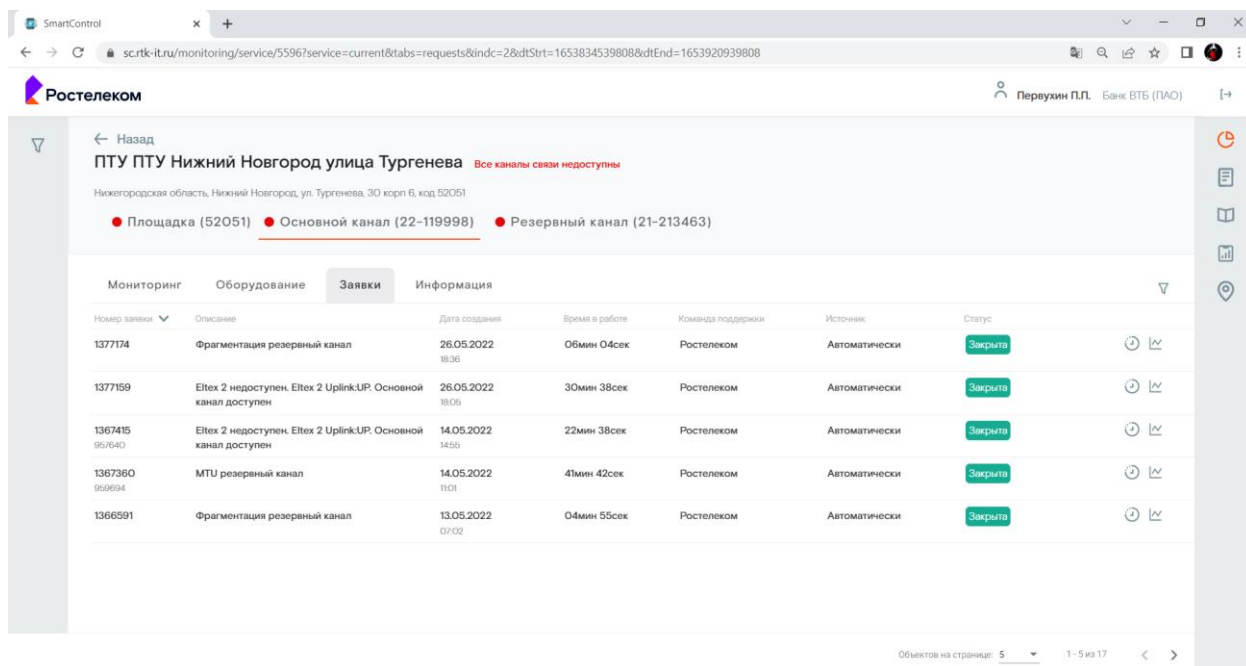 SmartControl
sc.rtk-it.ru/monitoring/service/5596?service=current&tabs=requests&indc=2&dtStrt=1653834539808&dtEnd=1653920939808
Ростелеком
Первухин П.П. Банк ВТБ (ПАО)
Назад
ПТУ ПТУ Нижний Новгород улица Тургенева Все каналы связи недоступны
Нижегородская область, Нижний Новгород, ул. Тургенева, 30 корп 6, код 52051
Площадка (52051) Основной канал (22-119998) Резервный канал (21-213463)
Мониторинг Оборудование Заявки Информация
Номер заявки Описание Дата создания Время в работе Команда поддержки Источник Статус
1377174 Фрагментация резервный канал 26.05.2022 06мин 04сек Ростелеком Автоматически Закрыта
18:36
1377159 Eltex 2 недоступен. Eltex 2 Uplink:UP. Основной 26.05.2022 30мин 38сек Ростелеком Автоматически Закрыта
канал доступен 18:05
1367415 Eltex 2 недоступен. Eltex 2 Uplink:UP. Основной 14.05.2022 22мин 38сек Ростелеком Автоматически Закрыта
957640 канал доступен 14:55
1367360 MTU резервный канал 14.05.2022 41мин 42сек Ростелеком Автоматически Закрыта
959694 11:01
1366591 Фрагментация резервный канал 13.05.2022 04мин 55сек Ростелеком Автоматически Закрыта
07:02
Объектов на странице: 5 1 - 5 из 17